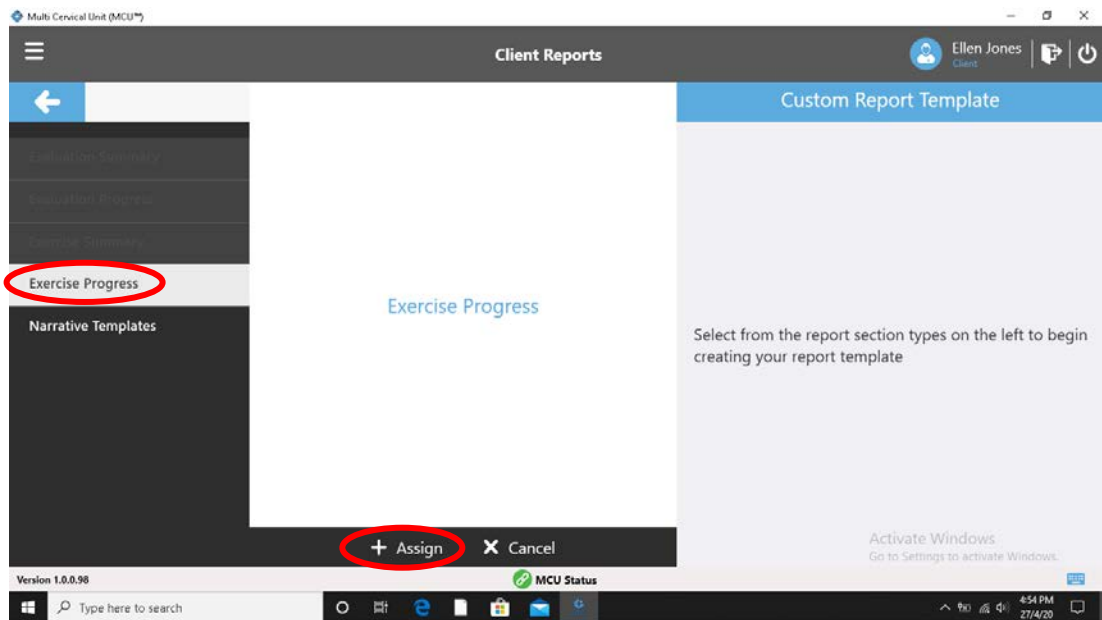 Multi Cervical Unit (MCU™)
Client Reports
Ellen Jones
Client
Custom Report Template
Evaluation Summary
Evaluation Progress
Exercise Summary
Exercise Progress
Narrative Templates
Exercise Progress
Select from the report section types on the left to begin
creating your report template
+ Assign
X Cancel
Activate Windows
Go to Settings to activate Windows.
Version 1.0.0.98
MCU Status
Type here to search
4:54 PM
27/4/20